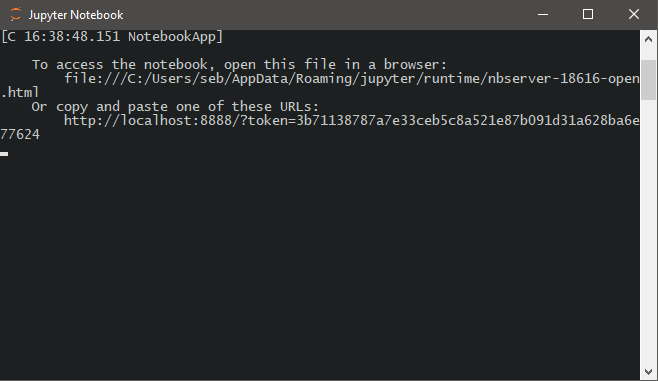 Jupyter Notebook
[C 16:38:48.151 NotebookApp]
To access the notebook, open this file in a browser:
file:///C:/Users/seb/AppData/Roaming/jupyter/runtime/nbserver-18616-open
.html
Or copy and paste one of these URLs:
http://localhost:8888/?token=3b71138787a7e33ceb5c8a521e87b091d31a628ba6e
77624